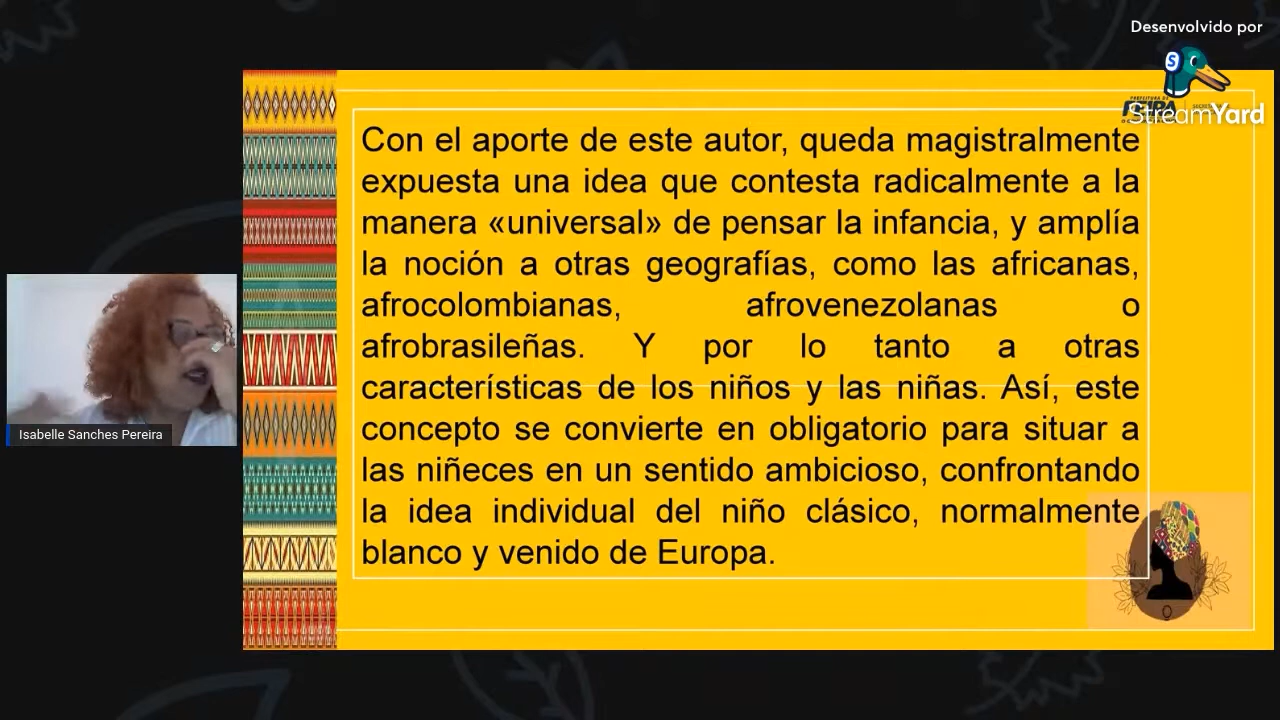 Desenvolvido por
StreamYard
FEIRA
Con el aporte de este autor, queda magistralmente
expuesta una idea que contesta radicalmente a la
manera «universal» de pensar la infancia, y amplía
la noción a otras geografías, como las africanas,
afrocolombianas, afrovenezolanas o
afrobrasileñas. Y por lo tanto a otras
características de los niños y las niñas. Así, este
concepto se convierte en obligatorio para situar a
las niñeces en un sentido ambicioso, confrontando
la idea individual del niño clásico, normalmente
blanco y venido de Europa.
Isabelle Sanches Pereira